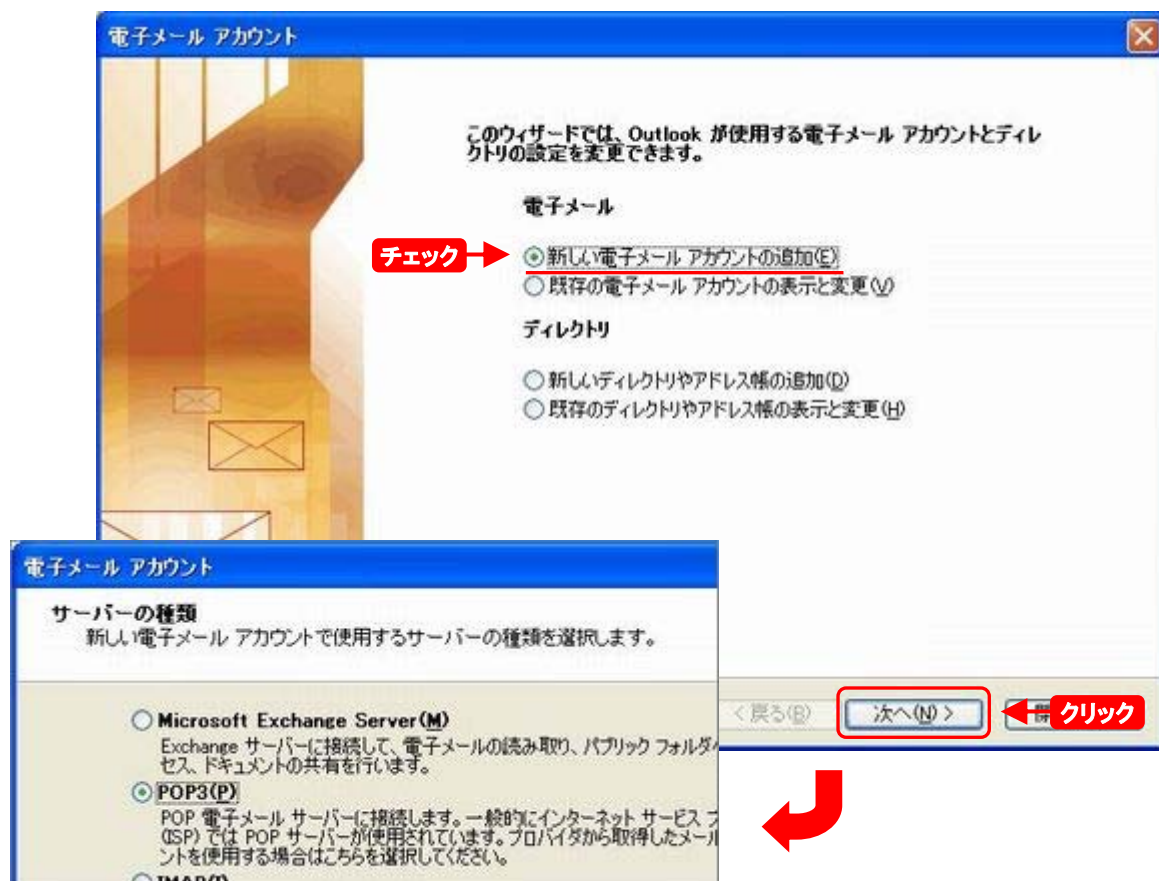 電子メール アカウント
このウィザードでは、Outlook が使用する電子メール アカウントとディレ
クトリの設定を変更できます。
電子メール
チェック
新しい電子メール アカウントの追加(E)
既存の電子メール アカウントの表示と変更(V)
ディレクトリ
新しいディレクトリやアドレス帳の追加(D)
既存のディレクトリやアドレス帳の表示と変更(H)
< 戻る(B)
次へ(N) >
クリック
電子メール アカウント
サーバーの種類
新しい電子メール アカウントで使用するサーバーの種類を選択します。
Microsoft Exchange Server(M)
Exchange サーバーに接続して、電子メールの読み取り、パブリック フォルダへ
セス、ドキュメントの共有を行います。
POP3(P)
POP 電子メール サーバーに接続します。一般的にインターネット サービス プ
(ISP) では POP サーバーが使用されています。プロバイダから取得したメール
ントを使用する場合はこちらを選択してください。
IMAP(I)